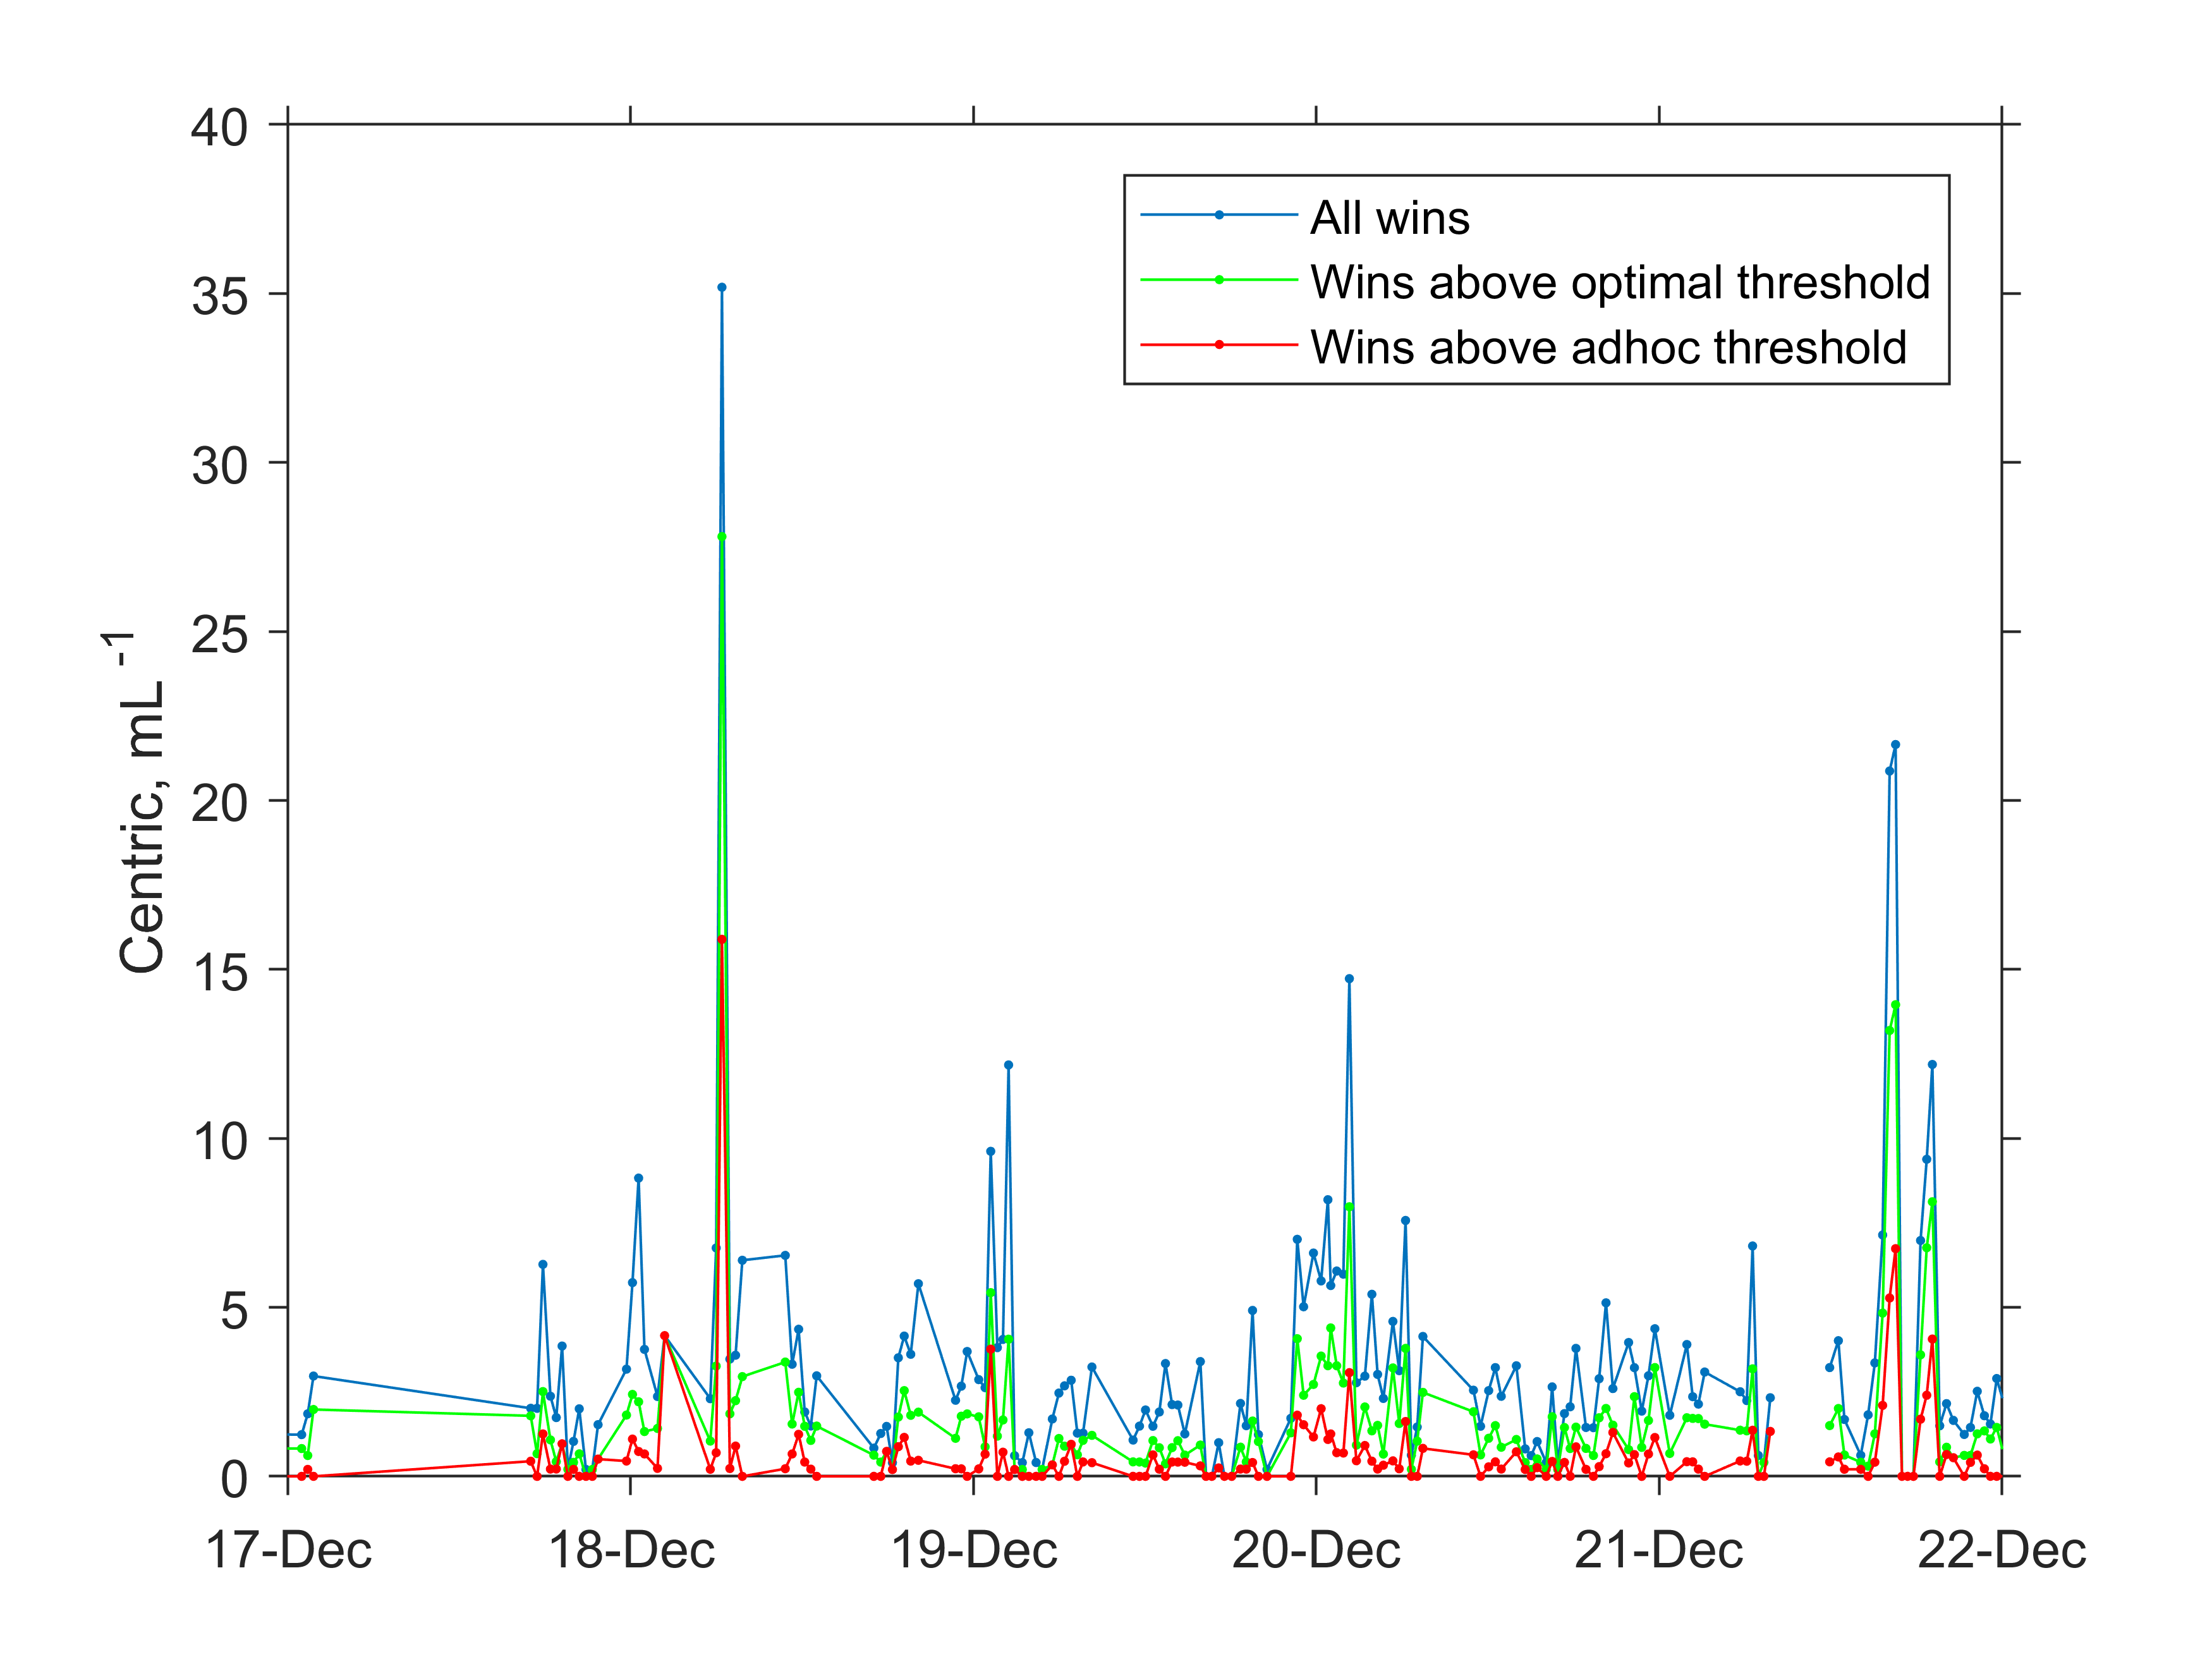 40
35
30
25
20
15
10
5
0
Centric, mL -1
All wins
Wins above optimal threshold
Wins above adhoc threshold
17-Dec 18-Dec 19-Dec 20-Dec 21-Dec 22-Dec